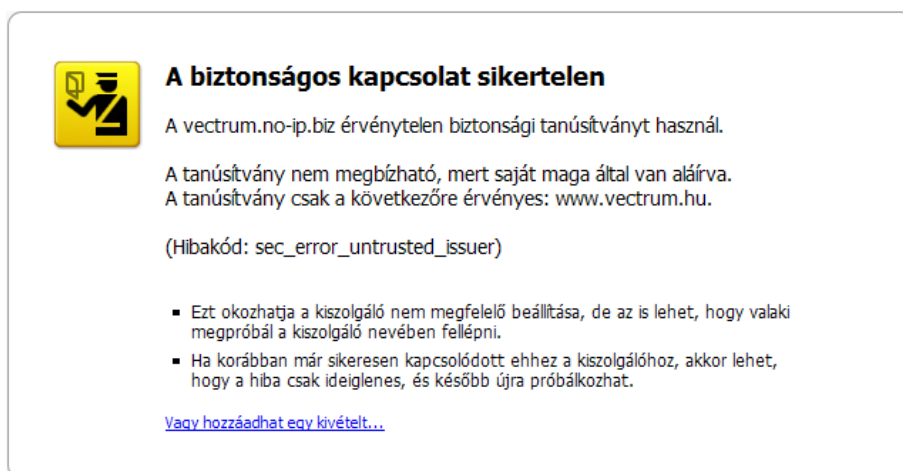 A biztonságos kapcsolat sikertelen
A vectrum.no-ip.biz érvénytelen biztonsági tanúsítványt használ.
A tanúsítvány nem megbízható, mert saját maga által van aláírva.
A tanúsítvány csak a következőre érvényes: www.vectrum.hu.
(Hibakód: sec_error_untrusted_issuer)
▪ Ezt okozhatja a kiszolgáló nem megfelelő beállítása, de az is lehet, hogy valaki
megpróbál a kiszolgáló nevében fellépni.
▪ Ha korábban már sikeresen kapcsolódott ehhez a kiszolgálóhoz, akkor lehet,
hogy a hiba csak ideiglenes, és később újra próbálkozhat.
Vagy hozzáadhat egy kivételt...